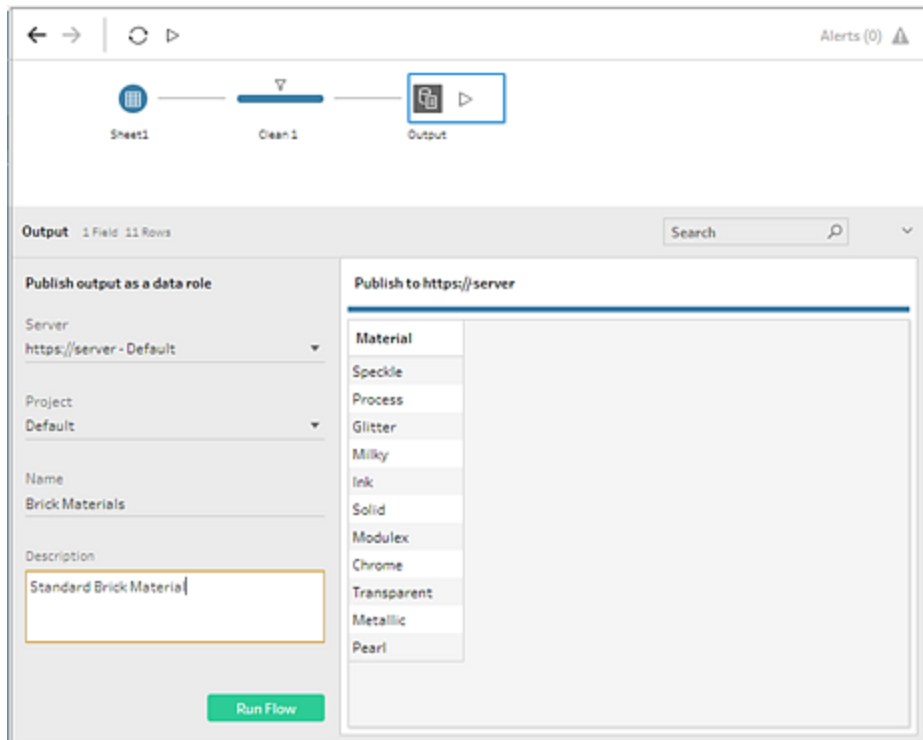 Alerts (0)
Sheet1
Clean 1
Output
Output 1 Field 11 Rows
Search
Publish output as a data role
Server
https://server - Default
Project
Default
Name
Brick Materials
Description
Standard Brick Material
Run Flow
Publish to https://server
Material
Speckle
Process
Glitter
Milky
Ink
Solid
Modulex
Chrome
Transparent
Metallic
Pearl